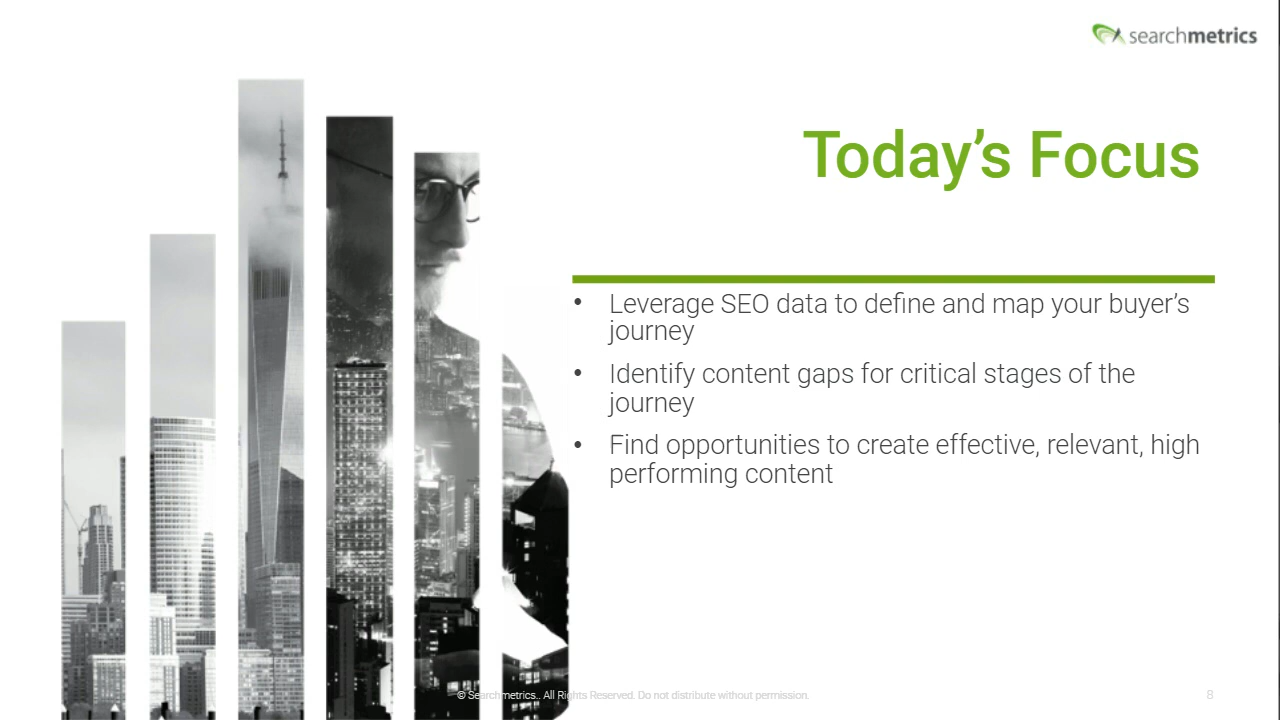 searchmetrics
Today’s Focus
• Leverage SEO data to define and map your buyer’s
journey
• Identify content gaps for critical stages of the
journey
• Find opportunities to create effective, relevant, high
performing content
© Searchmetrics.. All Rights Reserved. Do not distribute without permission.
8